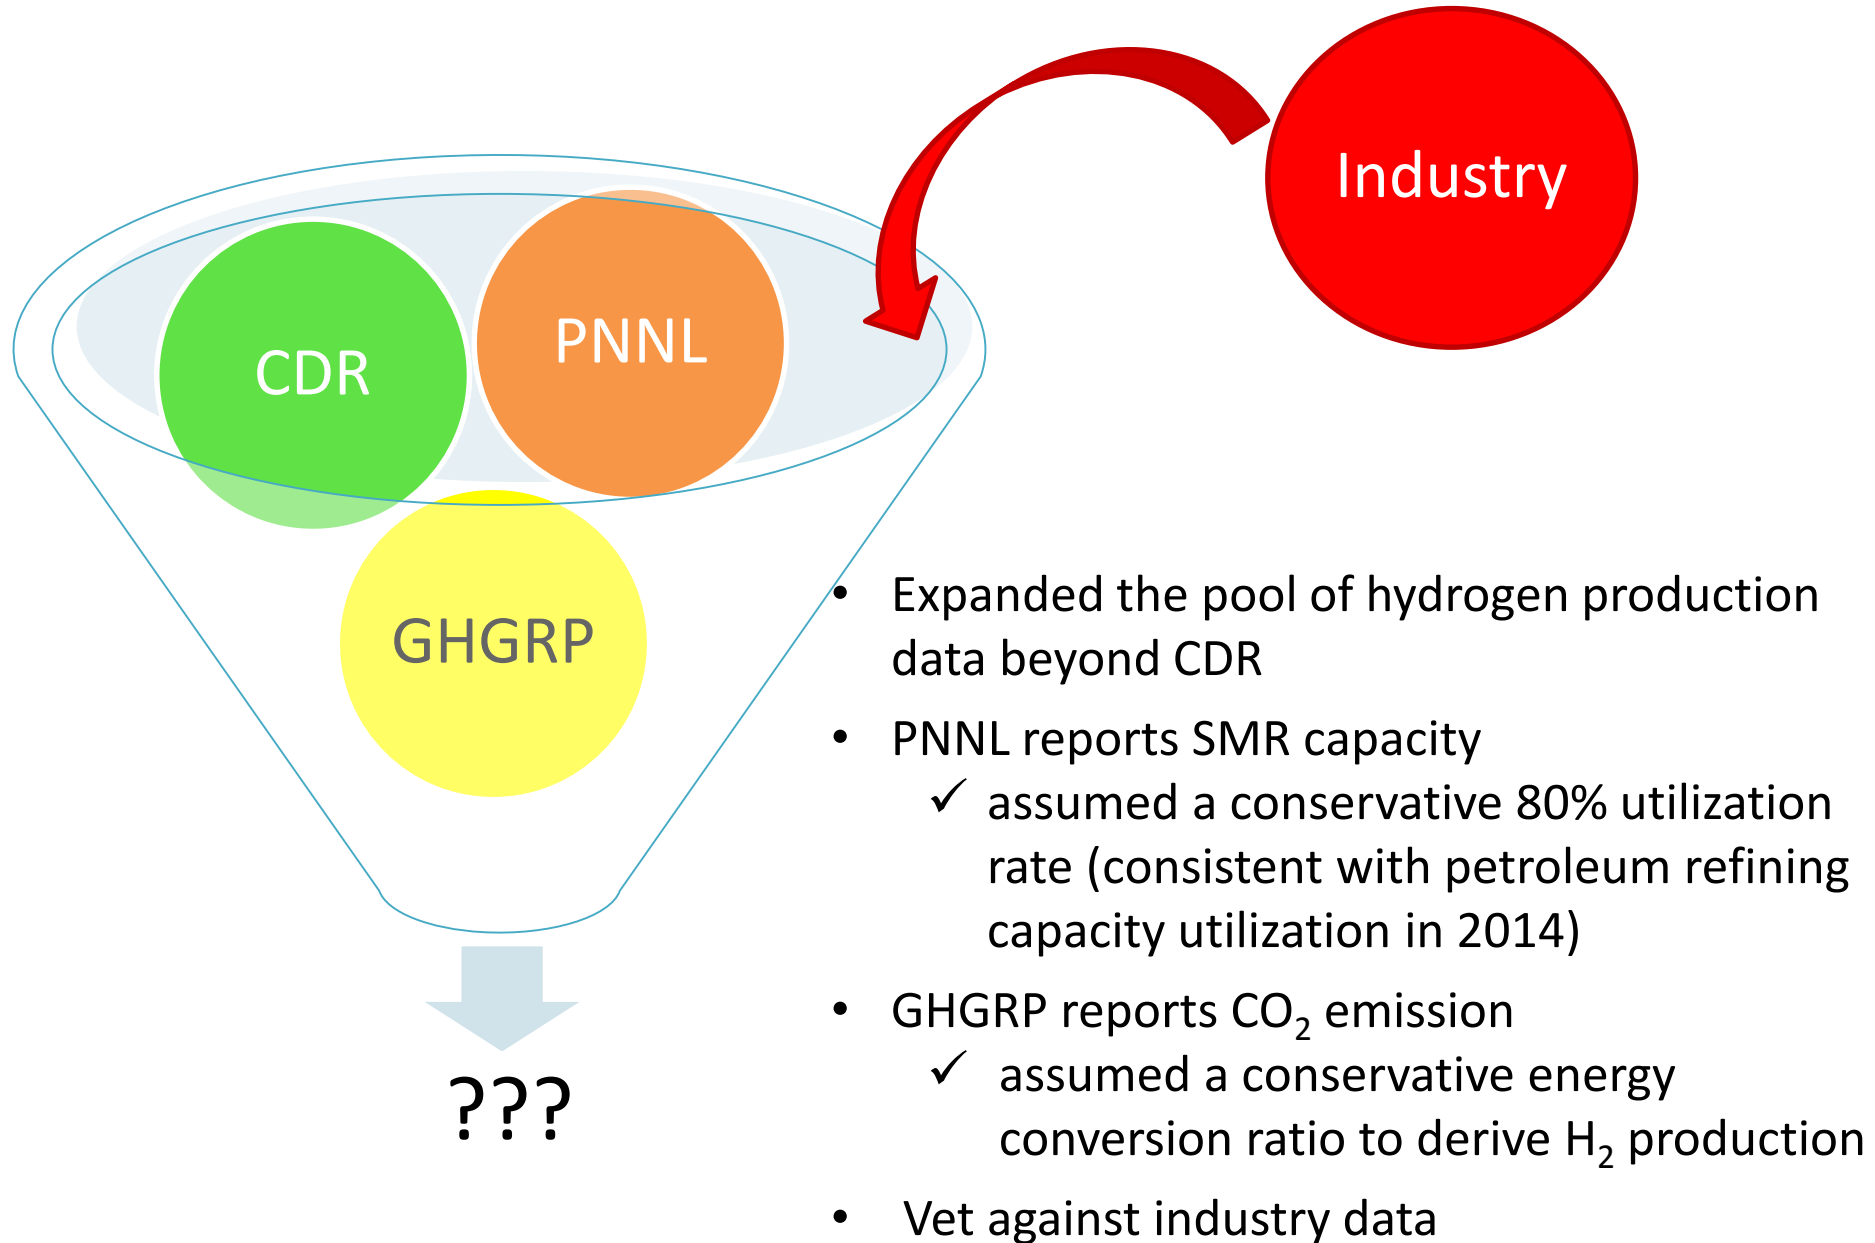 Industry
PNNL
CDR
GHGRP
???
• Expanded the pool of hydrogen production
data beyond CDR
• PNNL reports SMR capacity
✓ assumed a conservative 80% utilization
rate (consistent with petroleum refining
capacity utilization in 2014)
• GHGRP reports CO₂ emission
✓ assumed a conservative energy
conversion ratio to derive H₂ production
• Vet against industry data